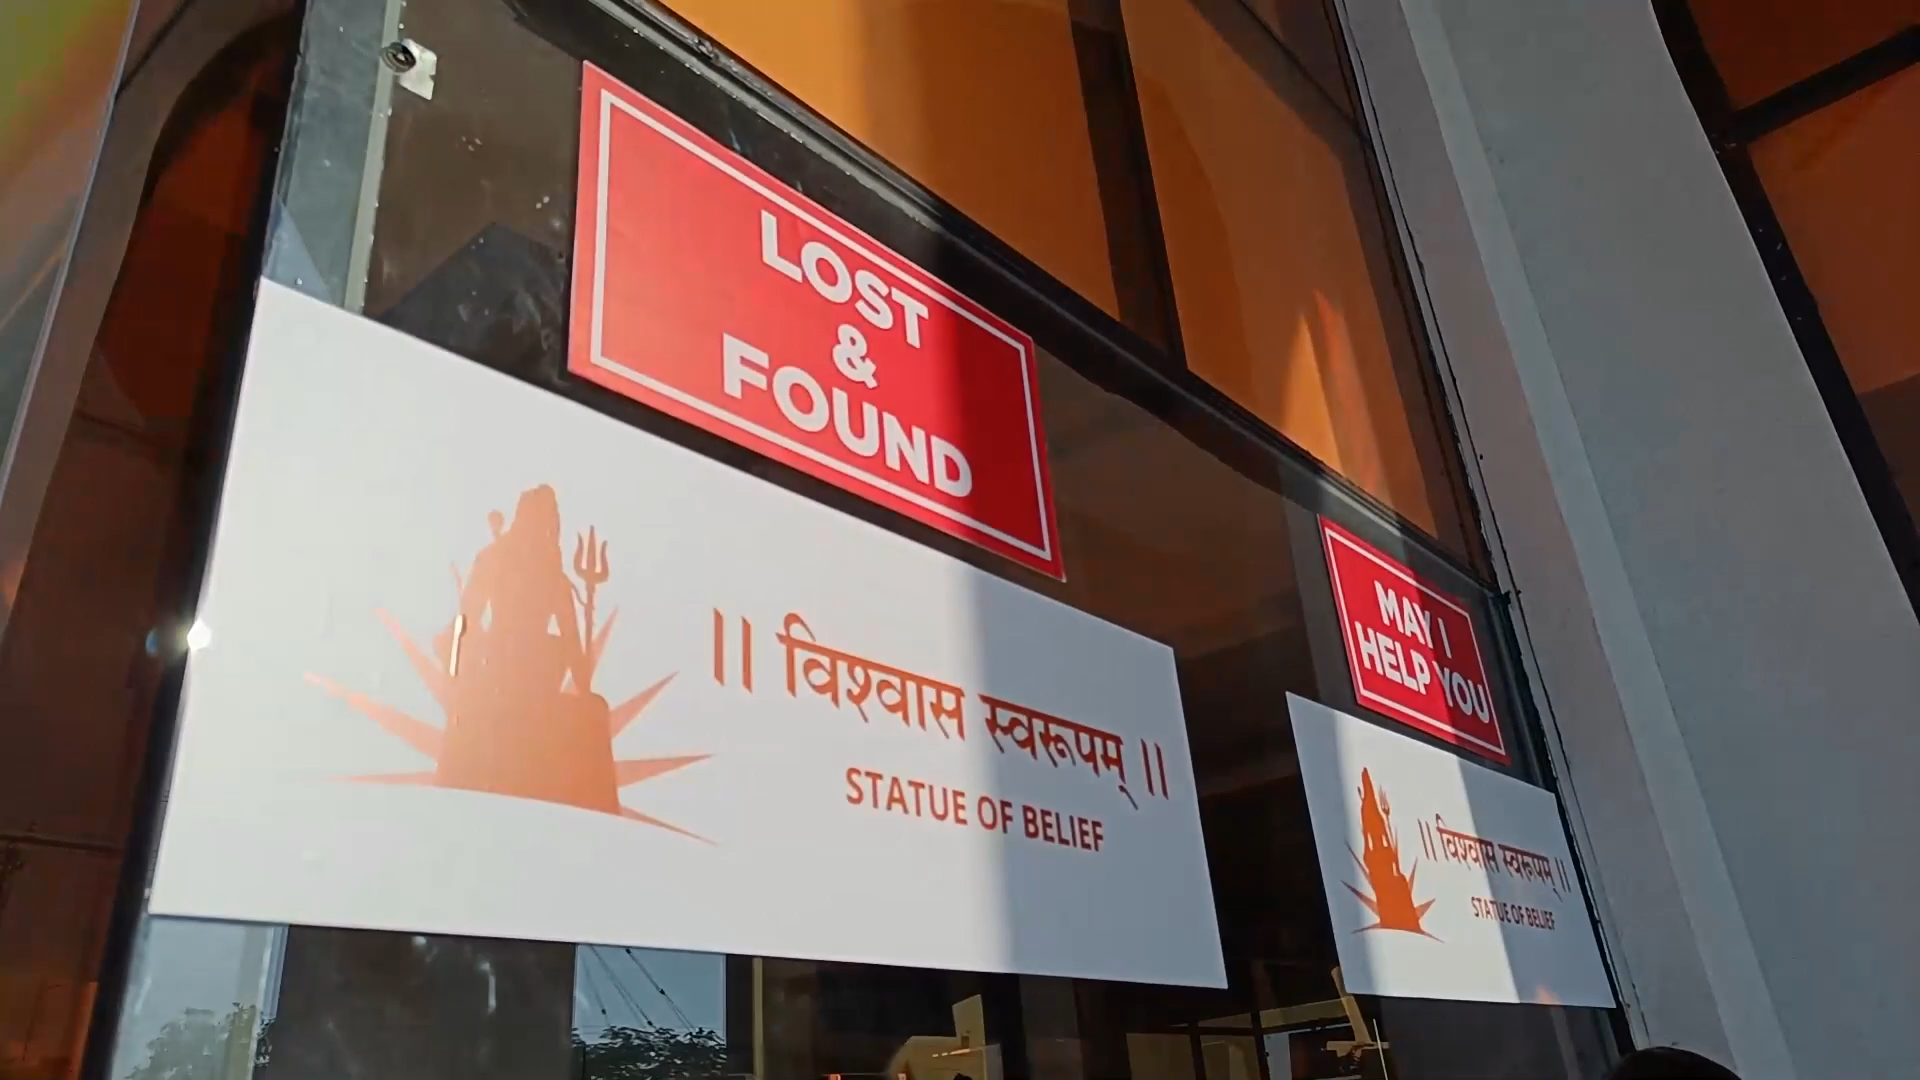 LOST
&
FOUND
|| विश्वास स्वरूपम् ||
STATUE OF BELIEF
MAY I
HELP YOU
|| विश्वास स्वरूपम् ||
STATUE OF BELIEF